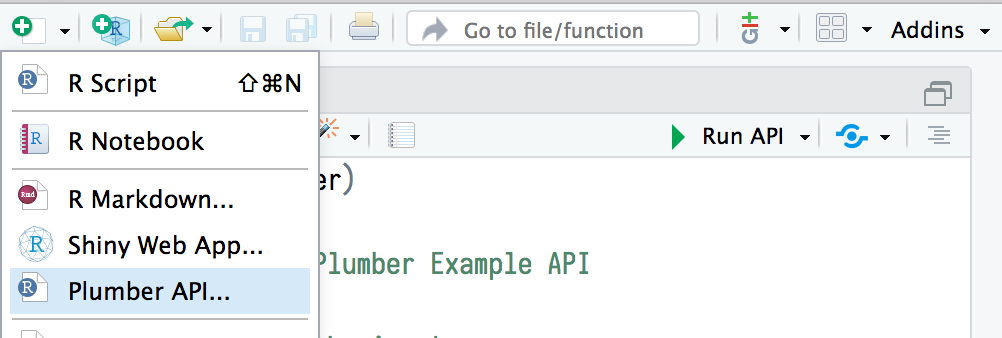 Go to file/function
Addins
R Script ⇧⌘N
R Notebook
Run API
R Markdown...
er)
Shiny Web App...
Plumber Example API
Plumber API...